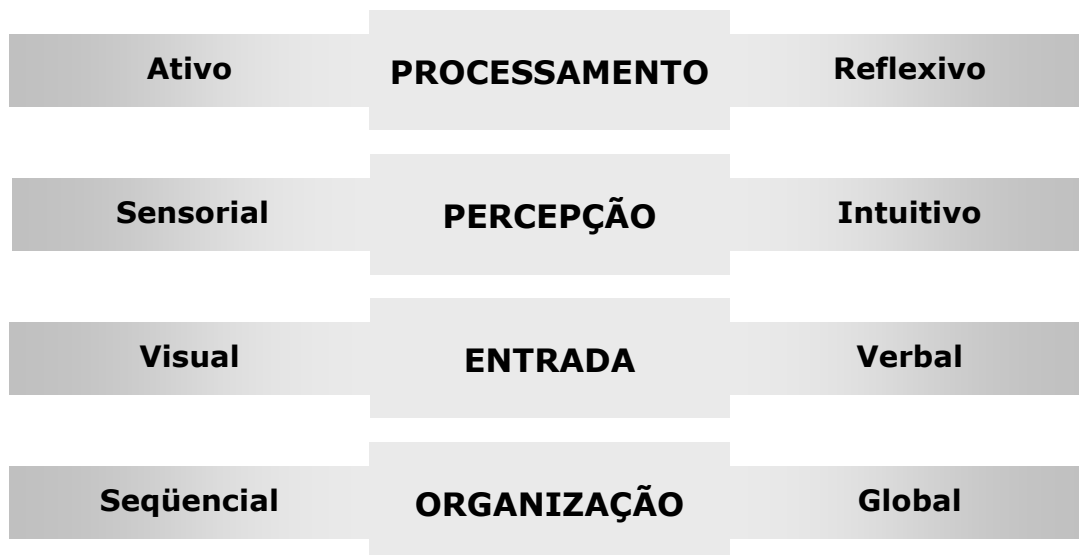 Ativo PROCESSAMENTO Reflexivo
Sensorial PERCEPÇÃO Intuitivo
Visual ENTRADA Verbal
Seqüencial ORGANIZAÇÃO Global